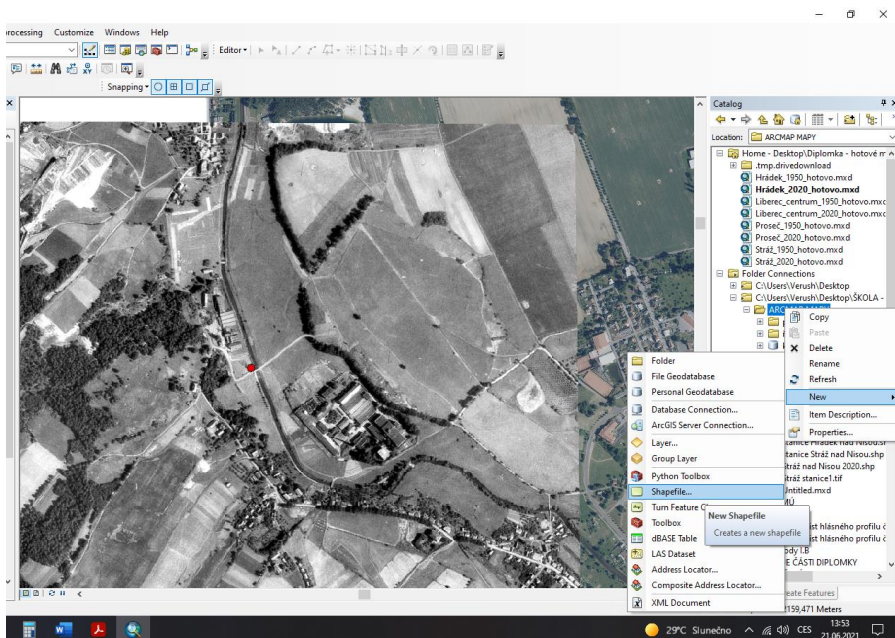 rocessing Customize Windows Help
Editor
Snapping
Catalog
Location: ARCMAP MAPY
Home - Desktop\Diplomka - hotové m
.tmp.drivedownload
Hrádek_1950_hotovo.mxd
Hrádek_2020_hotovo.mxd
Liberec_centrum_1950_hotovo.mxd
Liberec_centrum_2020_hotovo.mxd
Proseč_1950_hotovo.mxd
Proseč_2020_hotovo.mxd
Stráž_1950_hotovo.mxd
Stráž_2020_hotovo.mxd
Folder Connections
C:\Users\Verush\Desktop
C:\Users\Verush\Desktop\ŠKOLA -
Copy
Paste
Delete
Rename
Refresh
New
Item Description...
Properties...
Folder
File Geodatabase
Personal Geodatabase
Database Connection...
ArcGIS Server Connection...
Layer...
Group Layer
Python Toolbox
Shapefile...
Turn Feature
Toolbox
dBASE Table
LAS Dataset
Address Locator...
Composite Address Locator...
XML Document
New Shapefile
Creates a new shapefile
tanice Hrádek nad Nisou.sh
tanice Stráž nad Nisou.shp
tráž nad Nisou 2020.shp
tráž stanice1.tif
Untitled.mxd
MÚ
ist hlásného profilu č
ist hlásného profilu č
ody I.B
E ČÁSTI DIPLOMKY
eate Features
2159,471 Meters
29°C Slunečno
CES
13:53
21.06.2021